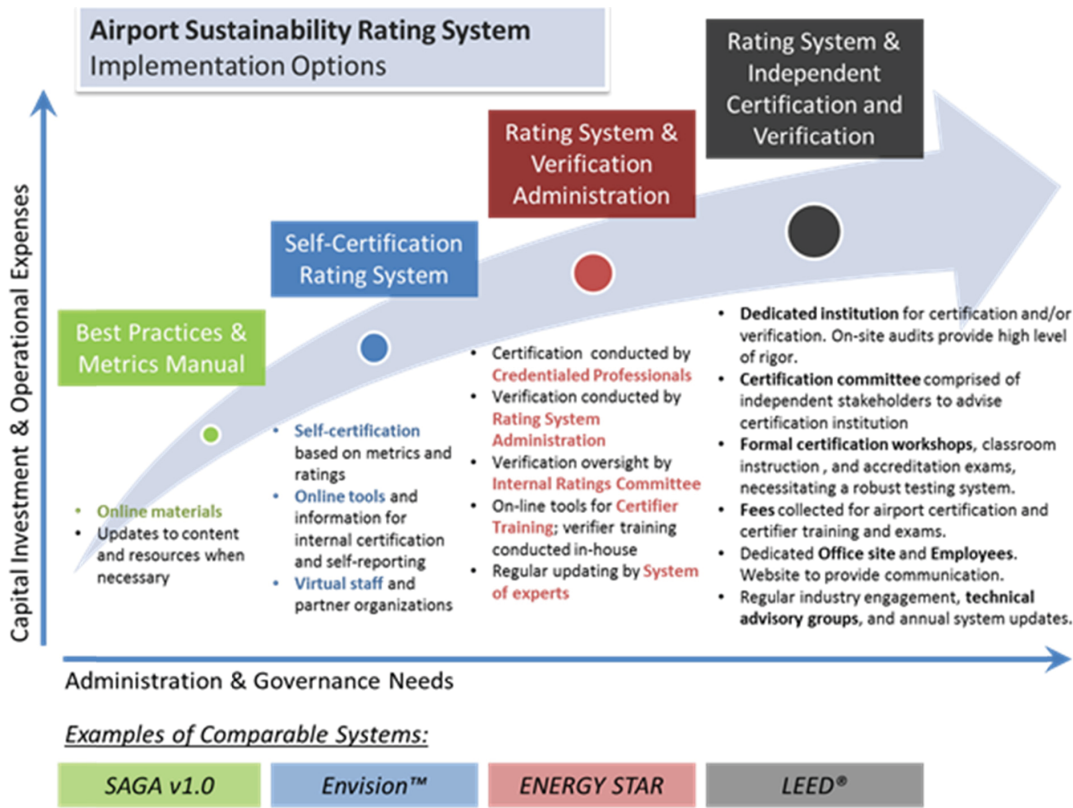 Airport Sustainability Rating System
Implementation Options
Capital Investment & Operational Expenses
Best Practices &
Metrics Manual
• Online materials
• Updates to content
and resources when
necessary
Self-Certification
Rating System
• Self-certification
based on metrics and
ratings
• Online tools and
information for
internal certification
and self-reporting
• Virtual staff and
partner organizations
Rating System &
Verification
Administration
• Certification conducted by
Credentialed Professionals
• Verification conducted by
Rating System
Administration
• Verification oversight by
Internal Ratings Committee
• On-line tools for Certifier
Training; verifier training
conducted in-house
• Regular updating by System
of experts
Rating System &
Independent
Certification and
Verification
• Dedicated institution for certification and/or
verification. On-site audits provide high level
of rigor.
• Certification committee comprised of
independent stakeholders to advise
certification institution
• Formal certification workshops, classroom
instruction , and accreditation exams,
necessitating a robust testing system.
• Fees collected for airport certification and
certifier training and exams.
• Dedicated Office site and Employees.
Website to provide communication.
• Regular industry engagement, technical
advisory groups, and annual system updates.
Administration & Governance Needs
Examples of Comparable Systems:
SAGA v1.0
Envision™
ENERGY STAR
LEED®